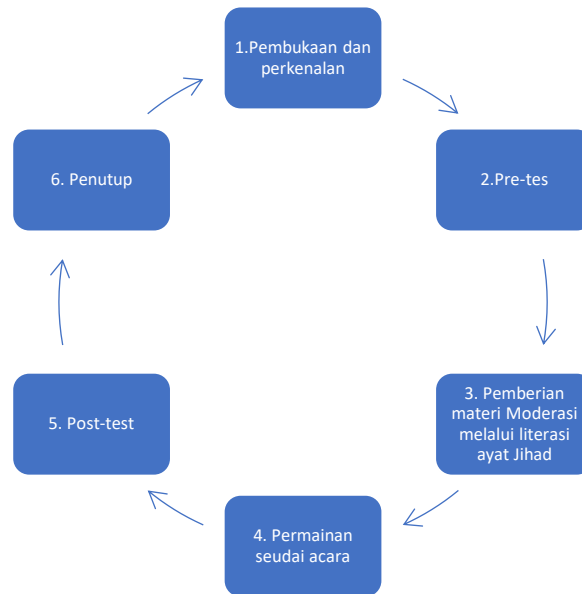 1.Pembukaan dan
perkenalan
2.Pre-tes
3. Pemberian
materi Moderasi
melalui literasi
ayat Jihad
4. Permainan
seudai acara
5. Post-test
6. Penutup